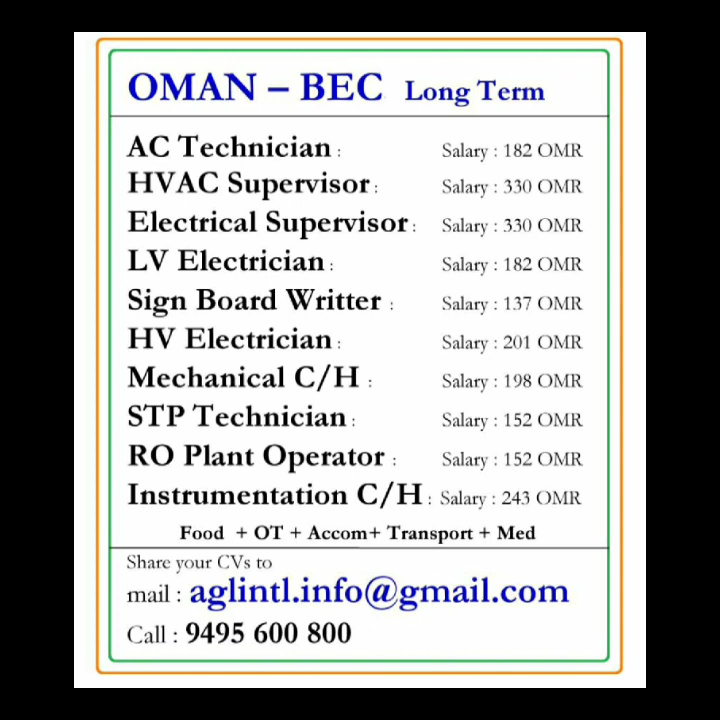 OMAN – BEC Long Term
AC Technician : Salary : 182 OMR
HVAC Supervisor : Salary : 330 OMR
Electrical Supervisor : Salary : 330 OMR
LV Electrician : Salary : 182 OMR
Sign Board Writter : Salary : 137 OMR
HV Electrician : Salary : 201 OMR
Mechanical C/H : Salary : 198 OMR
STP Technician : Salary : 152 OMR
RO Plant Operator : Salary : 152 OMR
Instrumentation C/H : Salary : 243 OMR
Food + OT + Accom+ Transport + Med
Share your CVs to
mail : aglintl.info@gmail.com
Call : 9495 600 800